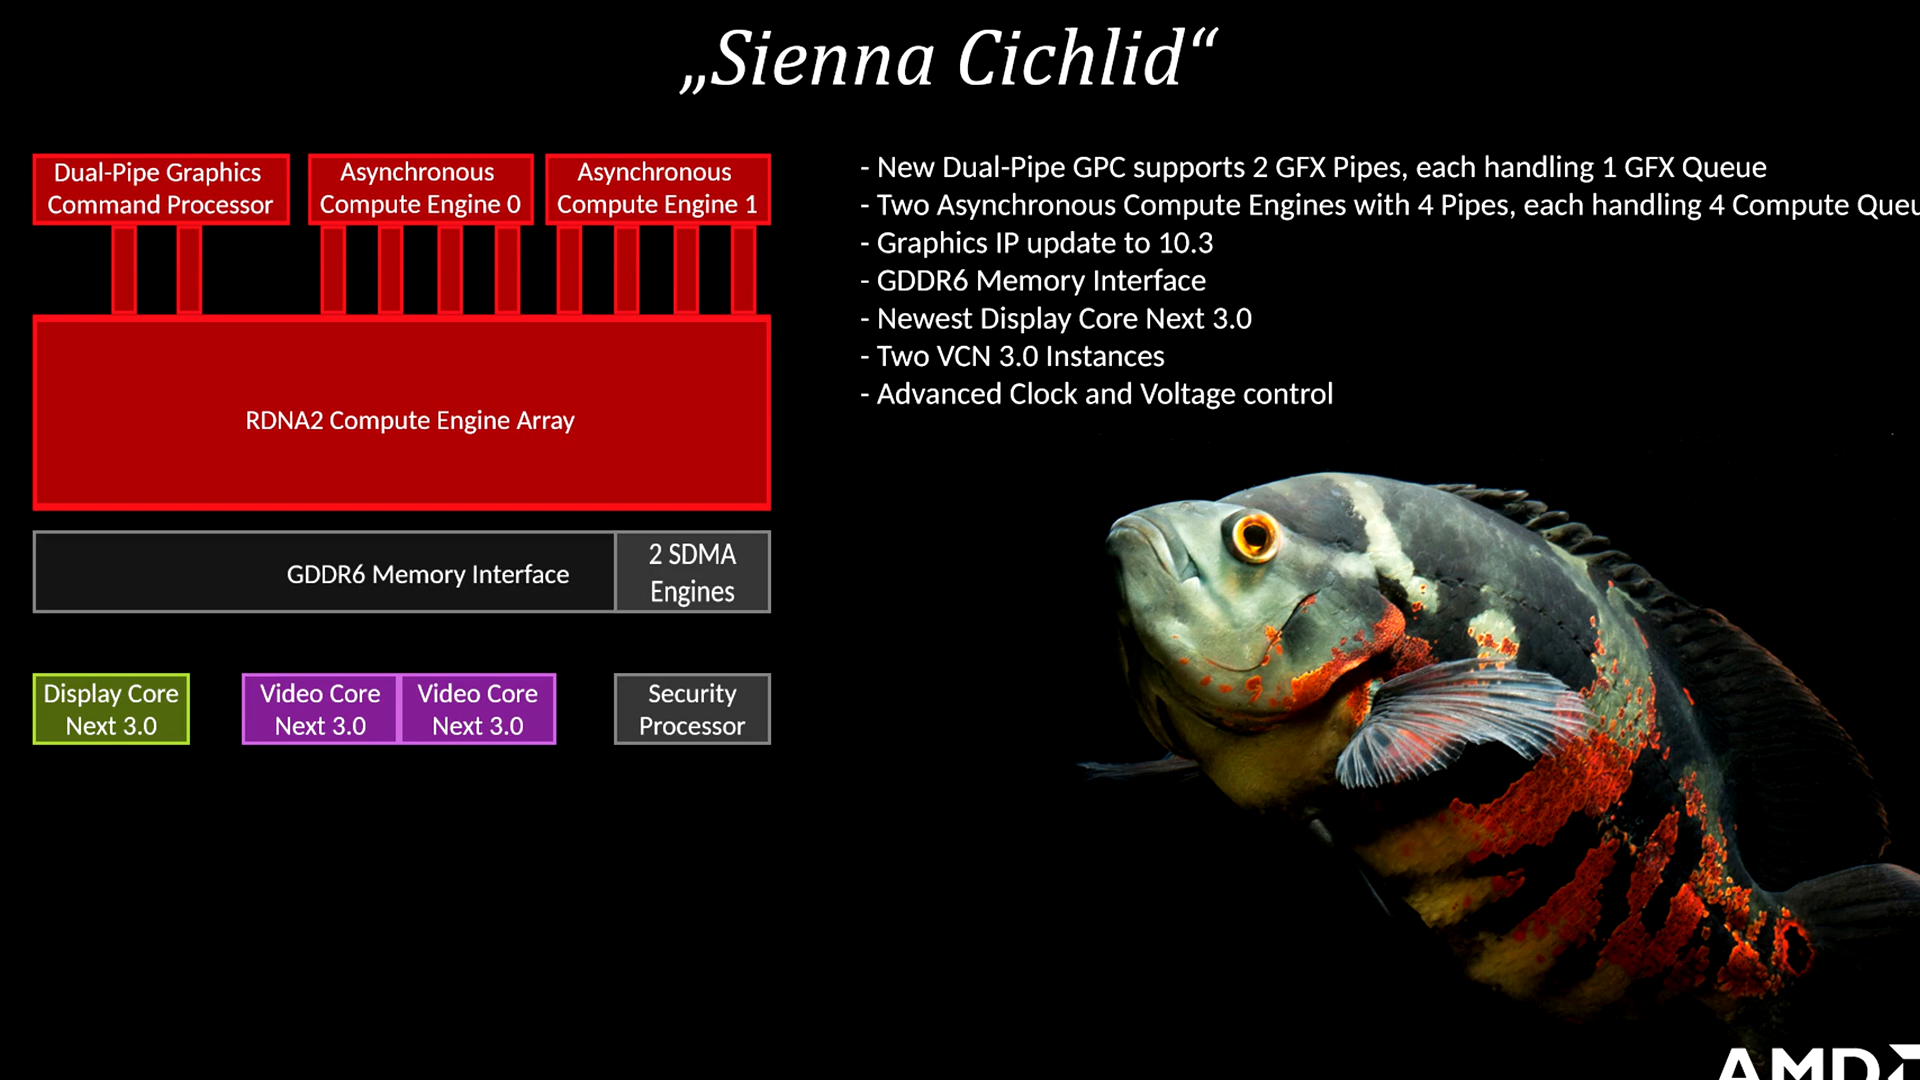 „Sienna Cichlid“
Dual-Pipe Graphics
Command Processor
Asynchronous
Compute Engine 0
Asynchronous
Compute Engine 1
RDNA2 Compute Engine Array
GDDR6 Memory Interface
2 SDMA
Engines
Display Core
Next 3.0
Video Core
Next 3.0
Video Core
Next 3.0
Security
Processor
- New Dual-Pipe GPC supports 2 GFX Pipes, each handling 1 GFX Queue
- Two Asynchronous Compute Engines with 4 Pipes, each handling 4 Compute
- Graphics IP update to 10.3
- GDDR6 Memory Interface
- Newest Display Core Next 3.0
- Two VCN 3.0 Instances
- Advanced Clock and Voltage control
AMD